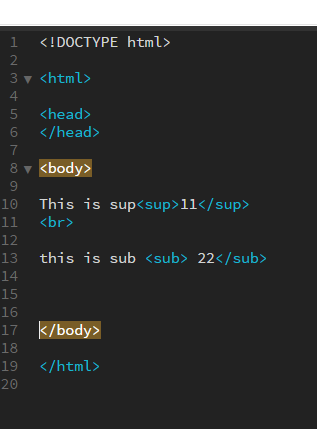 1 <!DOCTYPE html>
2
3 <html>
4
5 <head>
6 </head>
7
8 <body>
9
10 This is sup<sup>11</sup>
11 <br>
12
13 this is sub <sub> 22</sub>
14
15
16
17 </body>
18
19 </html>
20